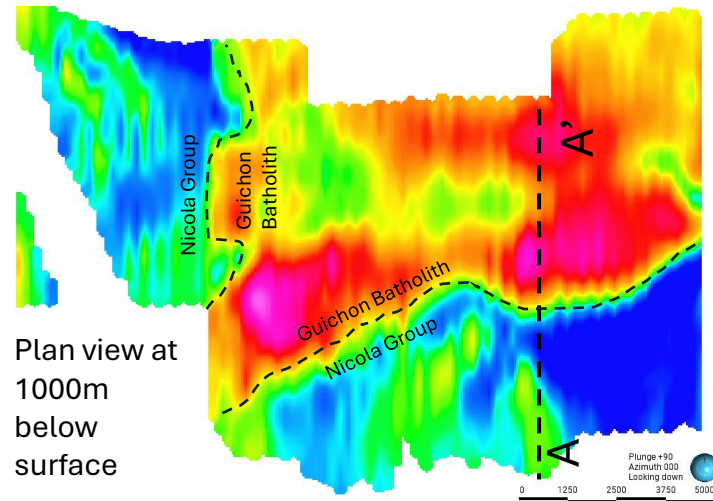 A’
Nicola Group
Guichon
Batholith
Guichon Batholith
Nicola Group
Plan view at
1000m
below
surface
A
Plunge +90
Azimuth 000
Looking down
0 1250 2500 3750 5000